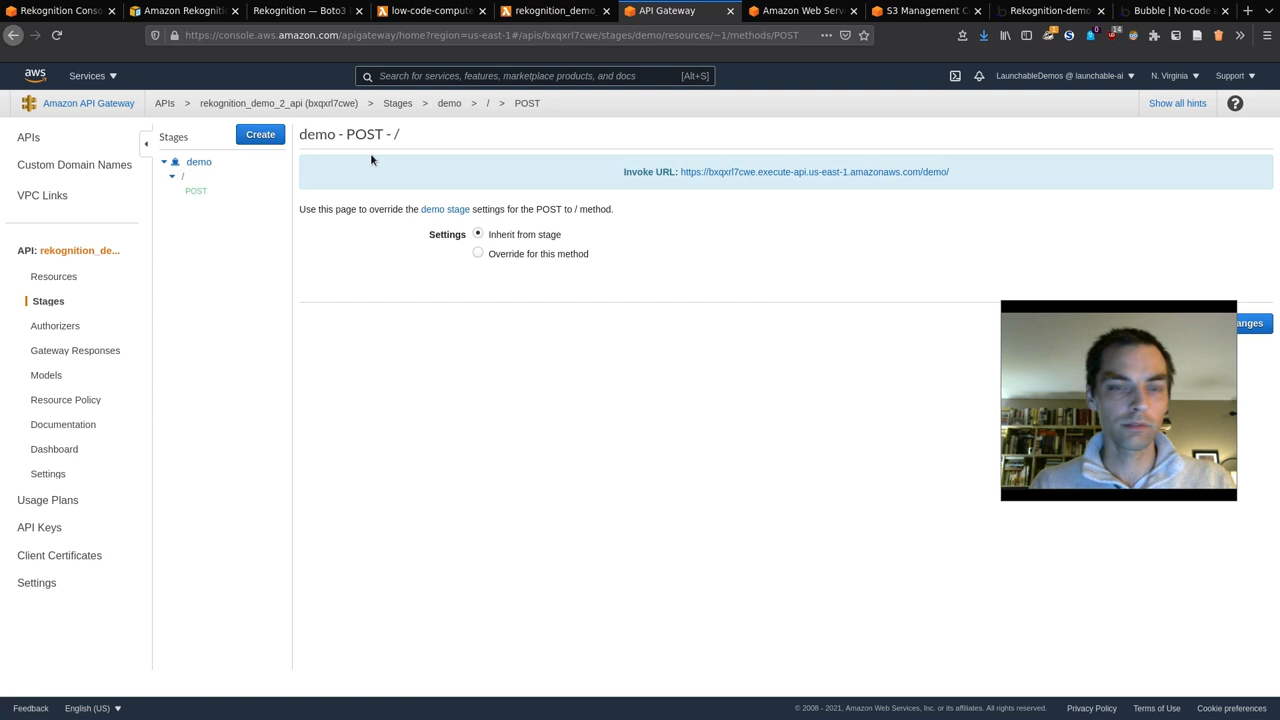 Rekognition Conso
Amazon Rekognition
Rekognition — Boto3
low-code-compute
rekognition_demo_
API Gateway
Amazon Web Serv
S3 Management C
Rekognition-demo
Bubble | No-code
https://console.aws.amazon.com/apigateway/home?region=us-east-1#/apis/bxqxrl7cwe/stages/demo/resources/~1/methods/POST
aws
Services
Search for services, features, marketplace products, and docs
[Alt+S]
LaunchableDemos @ launchable-ai
N. Virginia
Support
Amazon API Gateway
APIs > rekognition_demo_2_api (bxqxrl7cwe) > Stages > demo > / > POST
Show all hints
APIs
Custom Domain Names
VPC Links
API: rekognition_de...
Resources
Stages
Authorizers
Gateway Responses
Models
Resource Policy
Documentation
Dashboard
Settings
Usage Plans
API Keys
Client Certificates
Settings
Stages
Create
demo
/
POST
demo - POST - /
Invoke URL: https://bxqxrl7cwe.execute-api.us-east-1.amazonaws.com/demo/
Use this page to override the demo stage settings for the POST to / method.
Settings
Inherit from stage
Override for this method
anges
Feedback
English (US)
© 2008 - 2021, Amazon Web Services, Inc. or its affiliates. All rights reserved.
Privacy Policy
Terms of Use
Cookie preferences